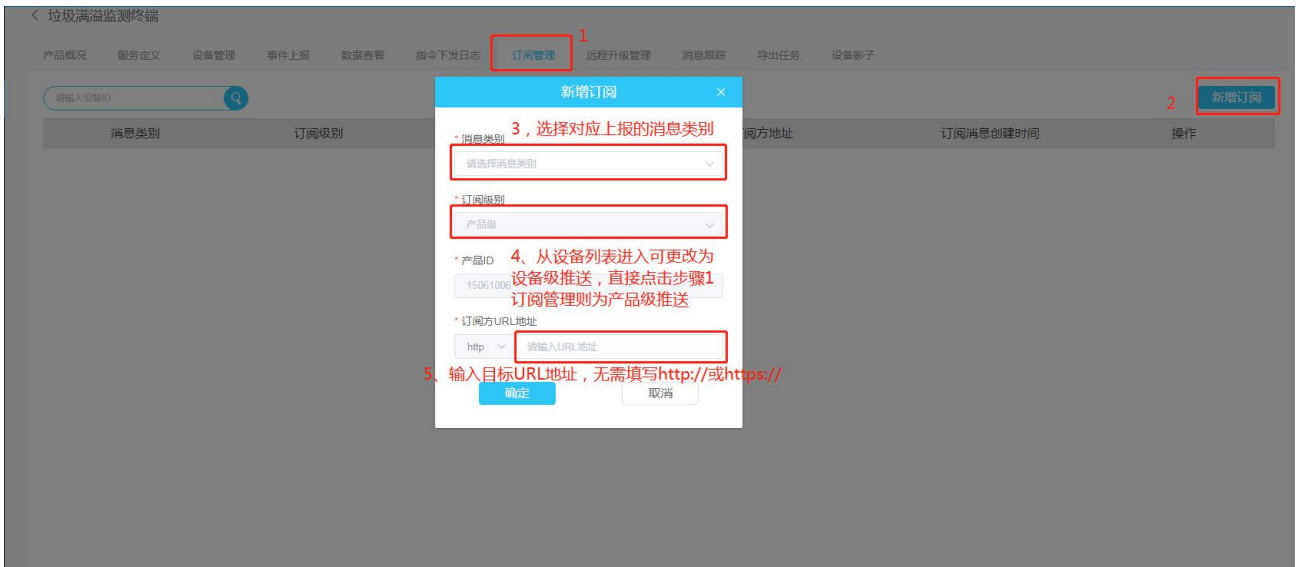 < 垃圾满溢监测终端
1
产品概况 服务定义 设备管理 事件上报 数据查看 指令下发日志 订阅管理 远程升级管理 消息跟踪 导出任务 设备影子
请输入设备ID
新增订阅 ×
2 新增订阅
消息类别 订阅级别 阅方地址 订阅消息创建时间 操作
* 消息类别 3，选择对应上报的消息类别
请选择消息类别
* 订阅级别
产品级
* 产品ID
4、从设备列表进入可更改为
设备级推送，直接点击步骤1
订阅管理则为产品级推送
1506100
* 订阅方URL地址
http 请输入URL地址
5、输入目标URL地址，无需填写http://或https://
确定 取消